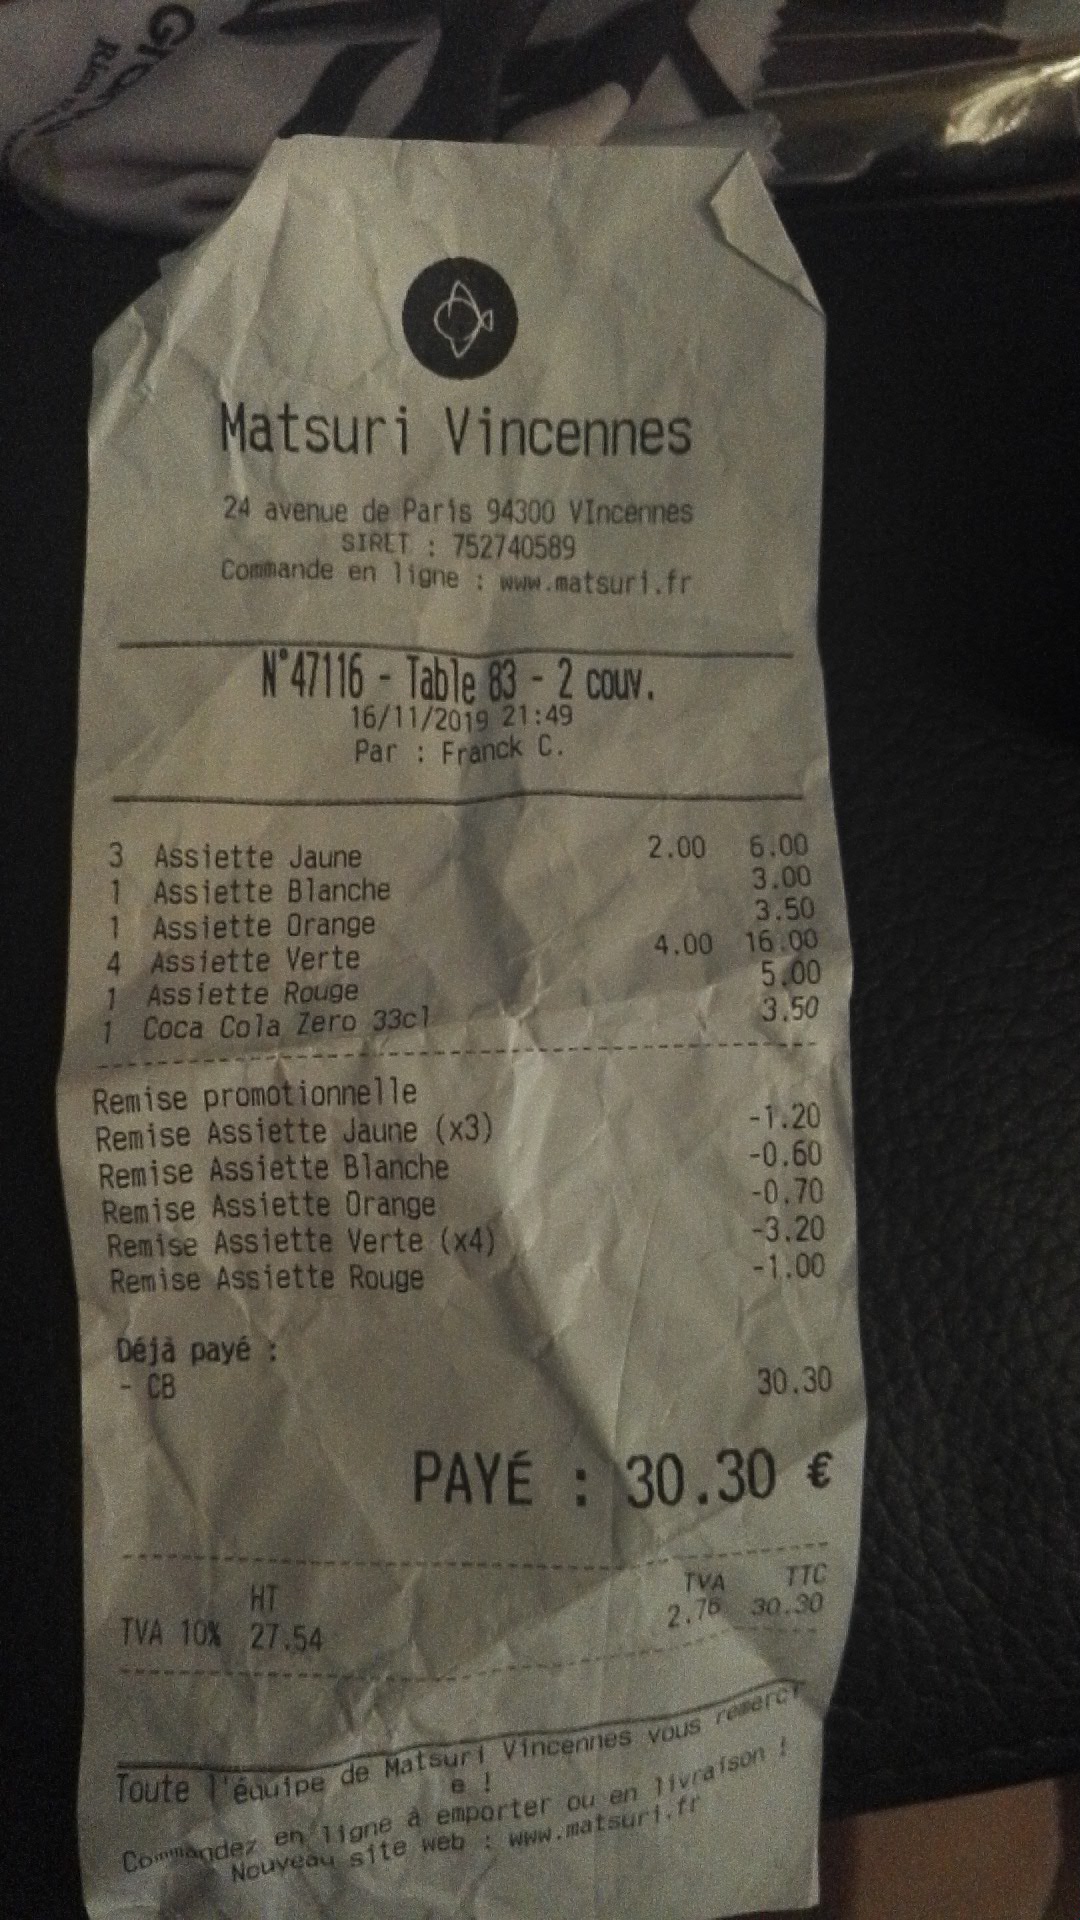 Matsuri Vincennes
24 avenue de Paris 94300 VIncennes
SIRET : 752740589
Commande en ligne : www.matsuri.fr
N°47116 - Table 83 - 2 couv.
16/11/2019 21:49
Par : Franck C.
3 Assiette Jaune 2.00 6.00
1 Assiette Blanche 3.00
1 Assiette Orange 3.50
4 Assiette Verte 4.00 16.00
1 Assiette Rouge 5.00
1 Coca Cola Zero 33cl 3.50
Remise promotionnelle
Remise Assiette Jaune (x3) -1.20
Remise Assiette Blanche -0.60
Remise Assiette Orange -0.70
Remise Assiette Verte (x4) -3.20
Remise Assiette Rouge -1.00
Déjà payé :
- CB 30.30
PAYÉ : 30.30 €
HT TVA TTC
TVA 10% 27.54 2.76 30.30
Toute l'équipe de Matsuri Vincennes vous remerci
e !
Commandez en ligne à emporter ou en livraison !
Nouveau site web : www.matsuri.fr